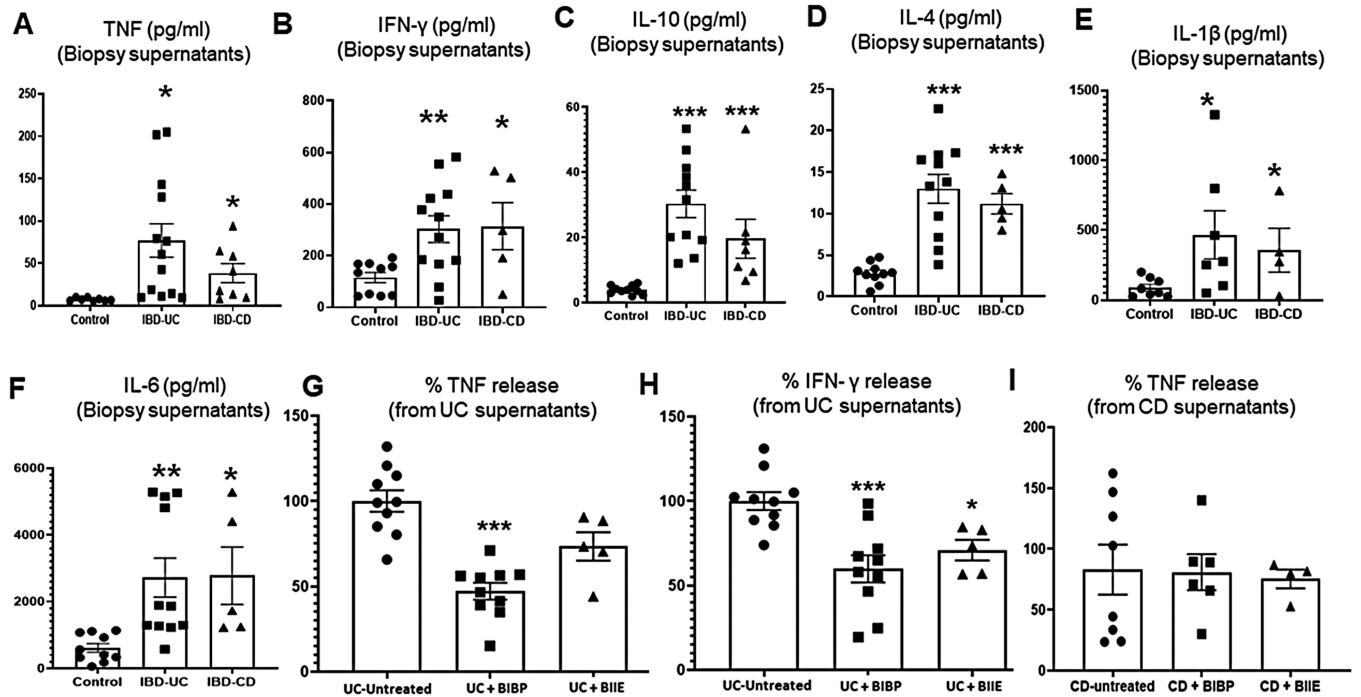 A
TNF (pg/ml)
(Biopsy supernatants)
250
200
150
100
50
0
*
*
Control IBD-UC IBD-CD
B
IFN-γ (pg/ml)
(Biopsy supernatants)
800
600
400
200
0
**
*
Control IBD-UC IBD-CD
C
IL-10 (pg/ml)
(Biopsy supernatants)
60
40
20
0
*** ***
Control IBD-UC IBD-CD
D
IL-4 (pg/ml)
(Biopsy supernatants)
25
20
15
10
5
0
***
***
Control IBD-UC IBD-CD
E
IL-1β (pg/ml)
(Biopsy supernatants)
1500
1000
500
0
*
*
Control IBD-UC IBD-CD
F
IL-6 (pg/ml)
(Biopsy supernatants)
6000
4000
2000
0
** *
Control IBD-UC IBD-CD
G
% TNF release
(from UC supernatants)
150
100
50
0
***
UC-Untreated UC + BIBP UC + BIIE
H
% IFN- γ release
(from UC supernatants)
150
100
50
0
***
*
UC-Untreated UC + BIBP UC + BIIE
I
% TNF release
(from CD supernatants)
200
150
100
50
0
CD-untreated CD + BIBP CD + BIIE